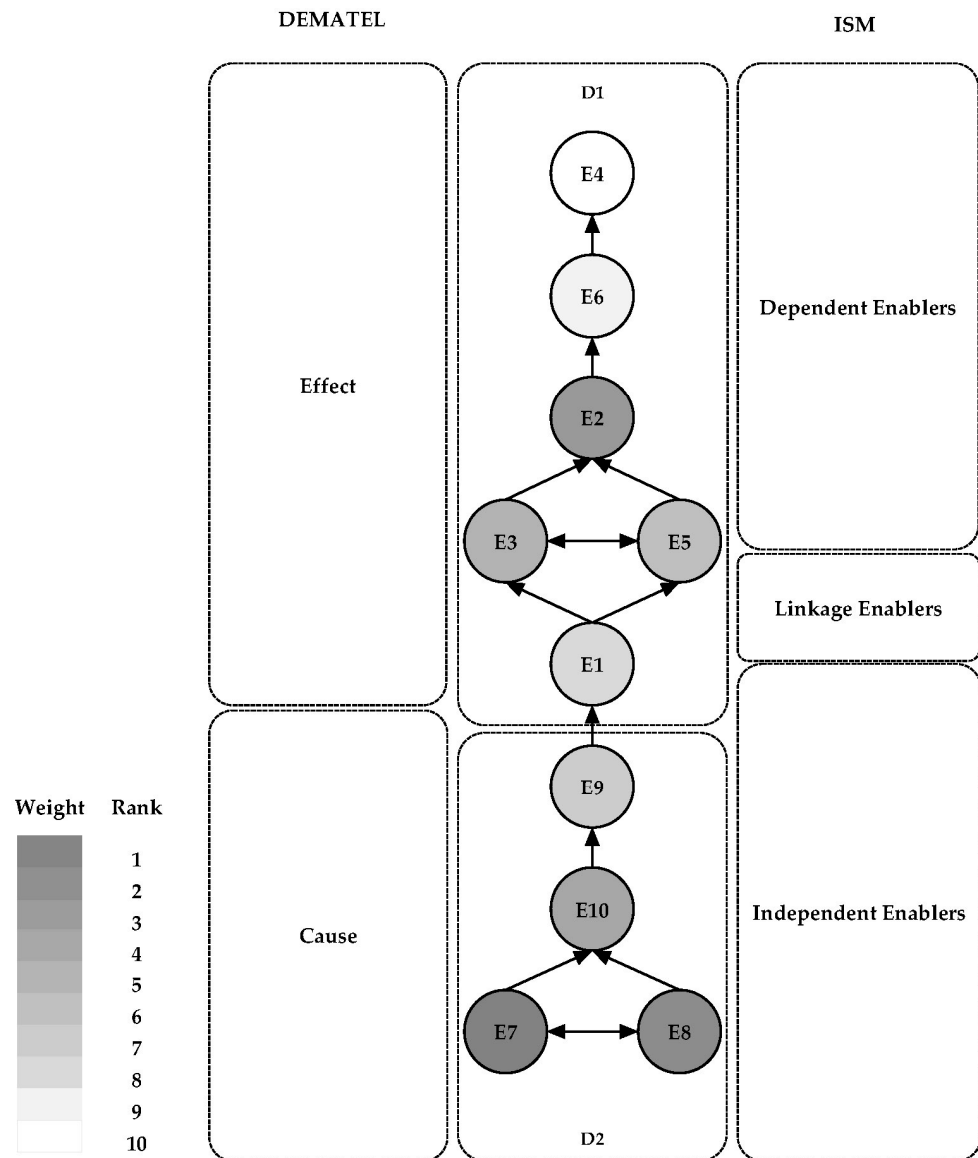 DEMATEL
ISM
D1
E4
E6
Dependent Enablers
Effect
E2
E3
E5
Linkage Enablers
E1
E9
Weight
Rank
1
2
3
4
5
6
7
8
9
10
Cause
E10
Independent Enablers
E7
E8
D2